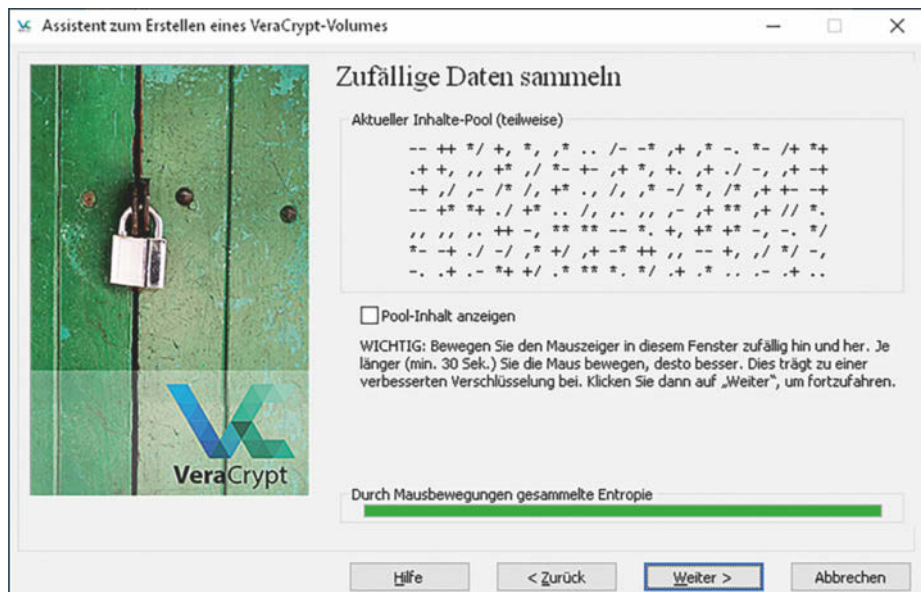 Assistent zum Erstellen eines VeraCrypt-Volumes
Zufällige Daten sammeln
Aktueller Inhalte-Pool (teilweise)
-- ++ */ +, *, ,* .. /- -* ,+ ,* -. *- /+ *+
.+ +, ,, +* ,/ *- +- ,+ *, +. ,+ ./ -, ,+ -+
-+ ,/ ,- /* /, +* ., /, ,* -/ *, /* ,+ +- -+
-- +* *+ ./ +* .. /, ,. ,, ,- ,+ ** ,+ // *.
,, ,, ,. ++ -, ** ** -- *. +, +* +* -, -. */
*- -+ ./ -/ ,* +/ ,+ -* ++ ,, -- +, ,/ */ -,
-. .+ .- *+ +/ .* ** *. */ .+ .* .. .- .+ ..
Pool-Inhalt anzeigen
WICHTIG: Bewegen Sie den Mauszeiger in diesem Fenster zufällig hin und her. Je
länger (min. 30 Sek.) Sie die Maus bewegen, desto besser. Dies trägt zu einer
verbesserten Verschlüsselung bei. Klicken Sie dann auf „Weiter“, um fortzufahren.
VeraCrypt
Durch Mausbewegungen gesammelte Entropie
Hilfe
< Zurück
Weiter >
Abbrechen